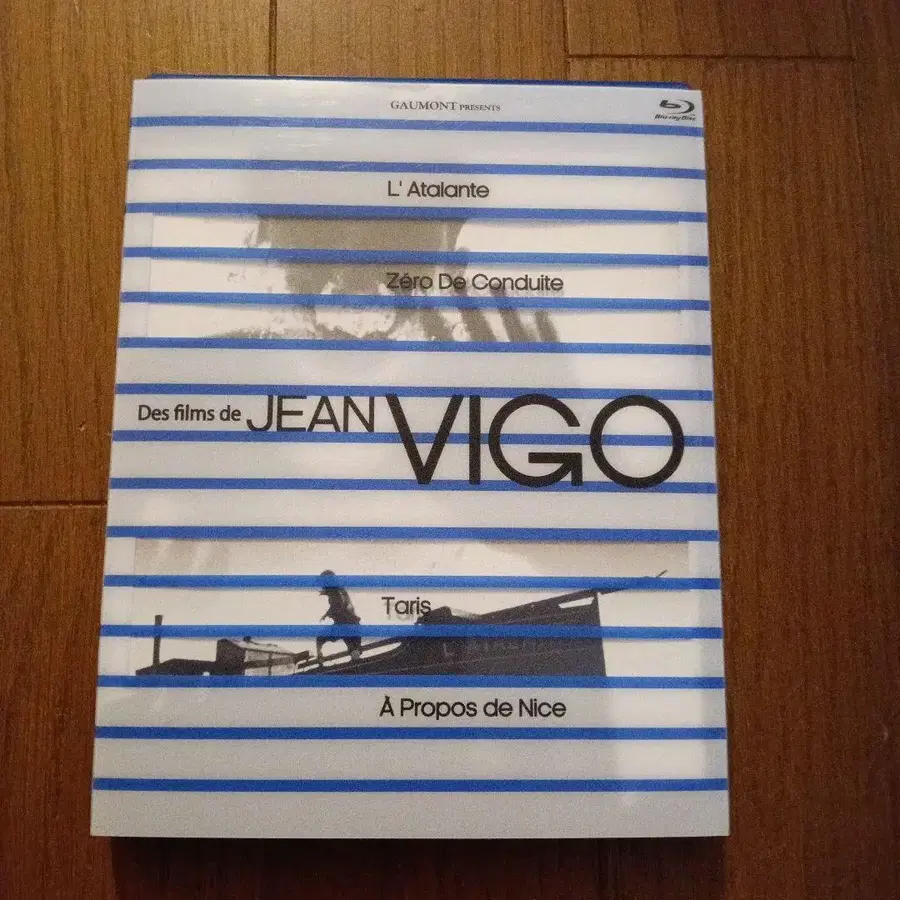 GAUMONT PRESENTS
Blu-ray Disc
L' Atalante
Zéro De Conduite
Des films de JEAN VIGO
Taris
À Propos de Nice